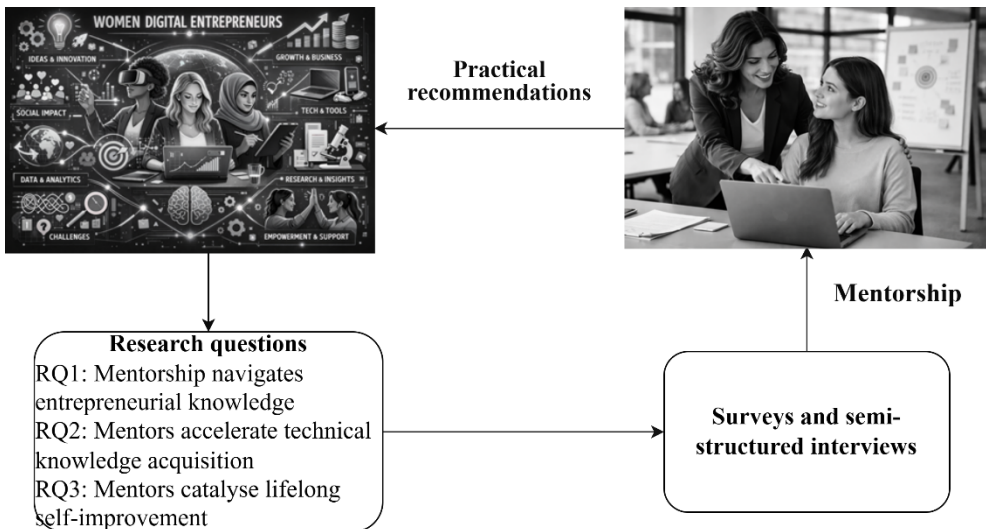 WOMEN DIGITAL ENTREPRENEURS
IDEAS & INNOVATION
GROWTH & BUSINESS
SOCIAL IMPACT
TECH & TOOLS
DATA & ANALYTICS
RESEARCH & INSIGHTS
CHALLENGES
EMPOWERMENT & SUPPORT
Practical
recommendations
Mentorship
Research questions
RQ1: Mentorship navigates
entrepreneurial knowledge
RQ2: Mentors accelerate technical
knowledge acquisition
RQ3: Mentors catalyse lifelong
self-improvement
Surveys and semi-
structured interviews